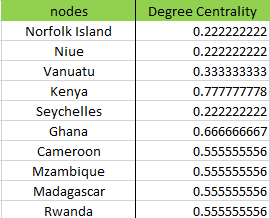 nodes Degree Centrality
Norfolk Island 0.222222222
Niue 0.222222222
Vanuatu 0.333333333
Kenya 0.777777778
Seychelles 0.222222222
Ghana 0.666666667
Cameroon 0.555555556
Mzambique 0.555555556
Madagascar 0.555555556
Rwanda 0.555555556